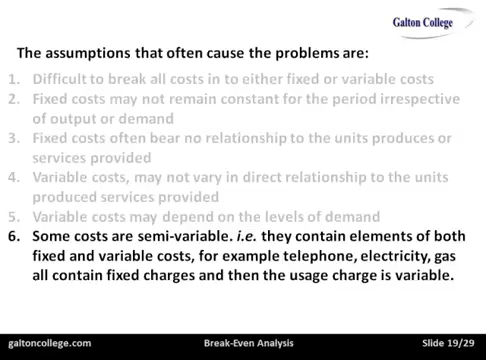 Galton College
The assumptions that often cause the problems are:
1. Difficult to break all costs in to either fixed or variable costs
2. Fixed costs may not remain constant for the period irrespective
of output or demand
3. Fixed costs often bear no relationship to the units produces or
services provided
4. Variable costs, may not vary in direct relationship to the units
produced services provided
5. Variable costs may depend on the levels of demand
6. Some costs are semi-variable. i.e. they contain elements of both
fixed and variable costs, for example telephone, electricity, gas
all contain fixed charges and then the usage charge is variable.
galtoncollege.com Break-Even Analysis Slide 19/29